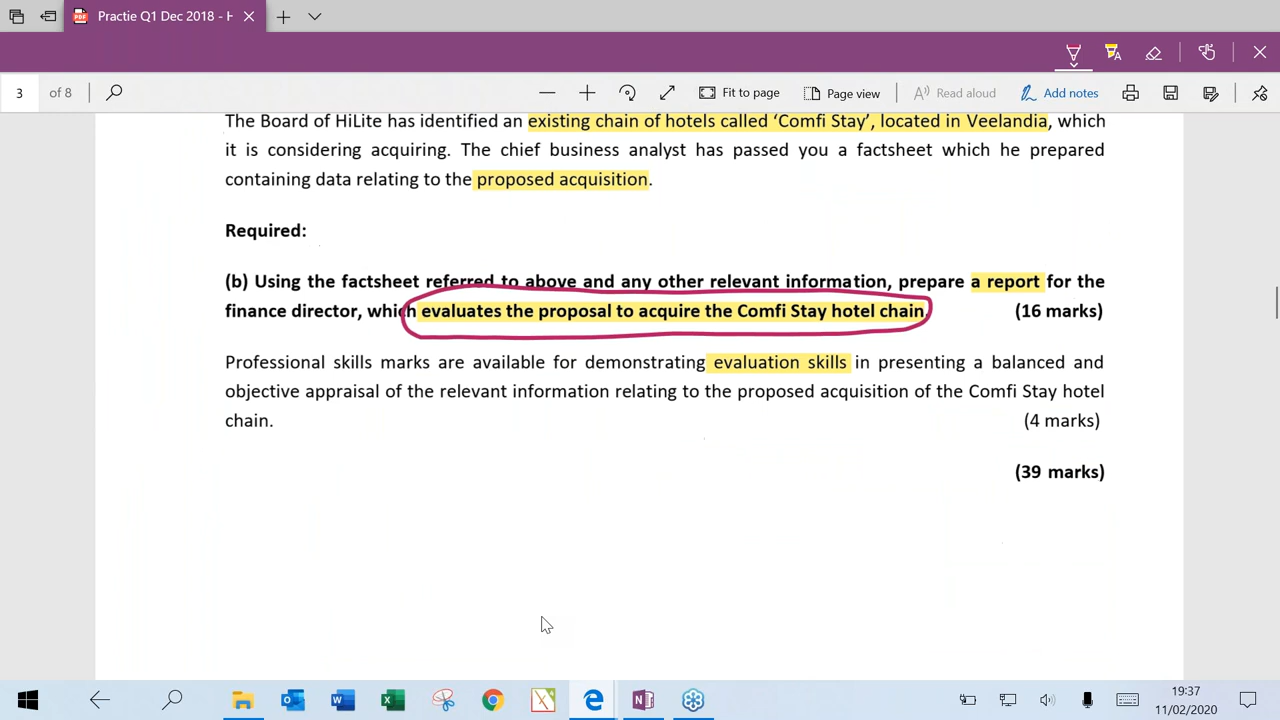 Practie Q1 Dec 2018 - H
3 of 8 Fit to page Page view Read aloud Add notes
The Board of HiLite has identified an existing chain of hotels called ‘Comfi Stay’, located in Veelandia, which
it is considering acquiring. The chief business analyst has passed you a factsheet which he prepared
containing data relating to the proposed acquisition.
Required:
(b) Using the factsheet referred to above and any other relevant information, prepare a report for the
finance director, which evaluates the proposal to acquire the Comfi Stay hotel chain. (16 marks)
Professional skills marks are available for demonstrating evaluation skills in presenting a balanced and
objective appraisal of the relevant information relating to the proposed acquisition of the Comfi Stay hotel
chain. (4 marks)
(39 marks)
19:37
11/02/2020